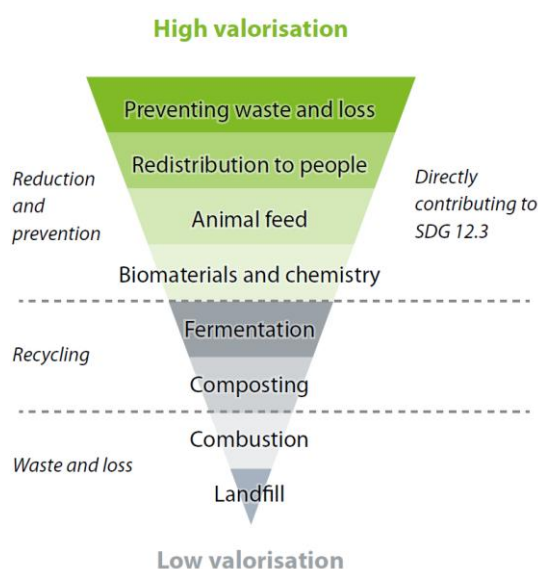 High valorisation
Preventing waste and loss
Redistribution to people
Reduction
and
prevention
Directly
contributing to
SDG 12.3
Animal feed
Biomaterials and chemistry
Fermentation
Recycling
Composting
Combustion
Waste and loss
Landfill
Low valorisation